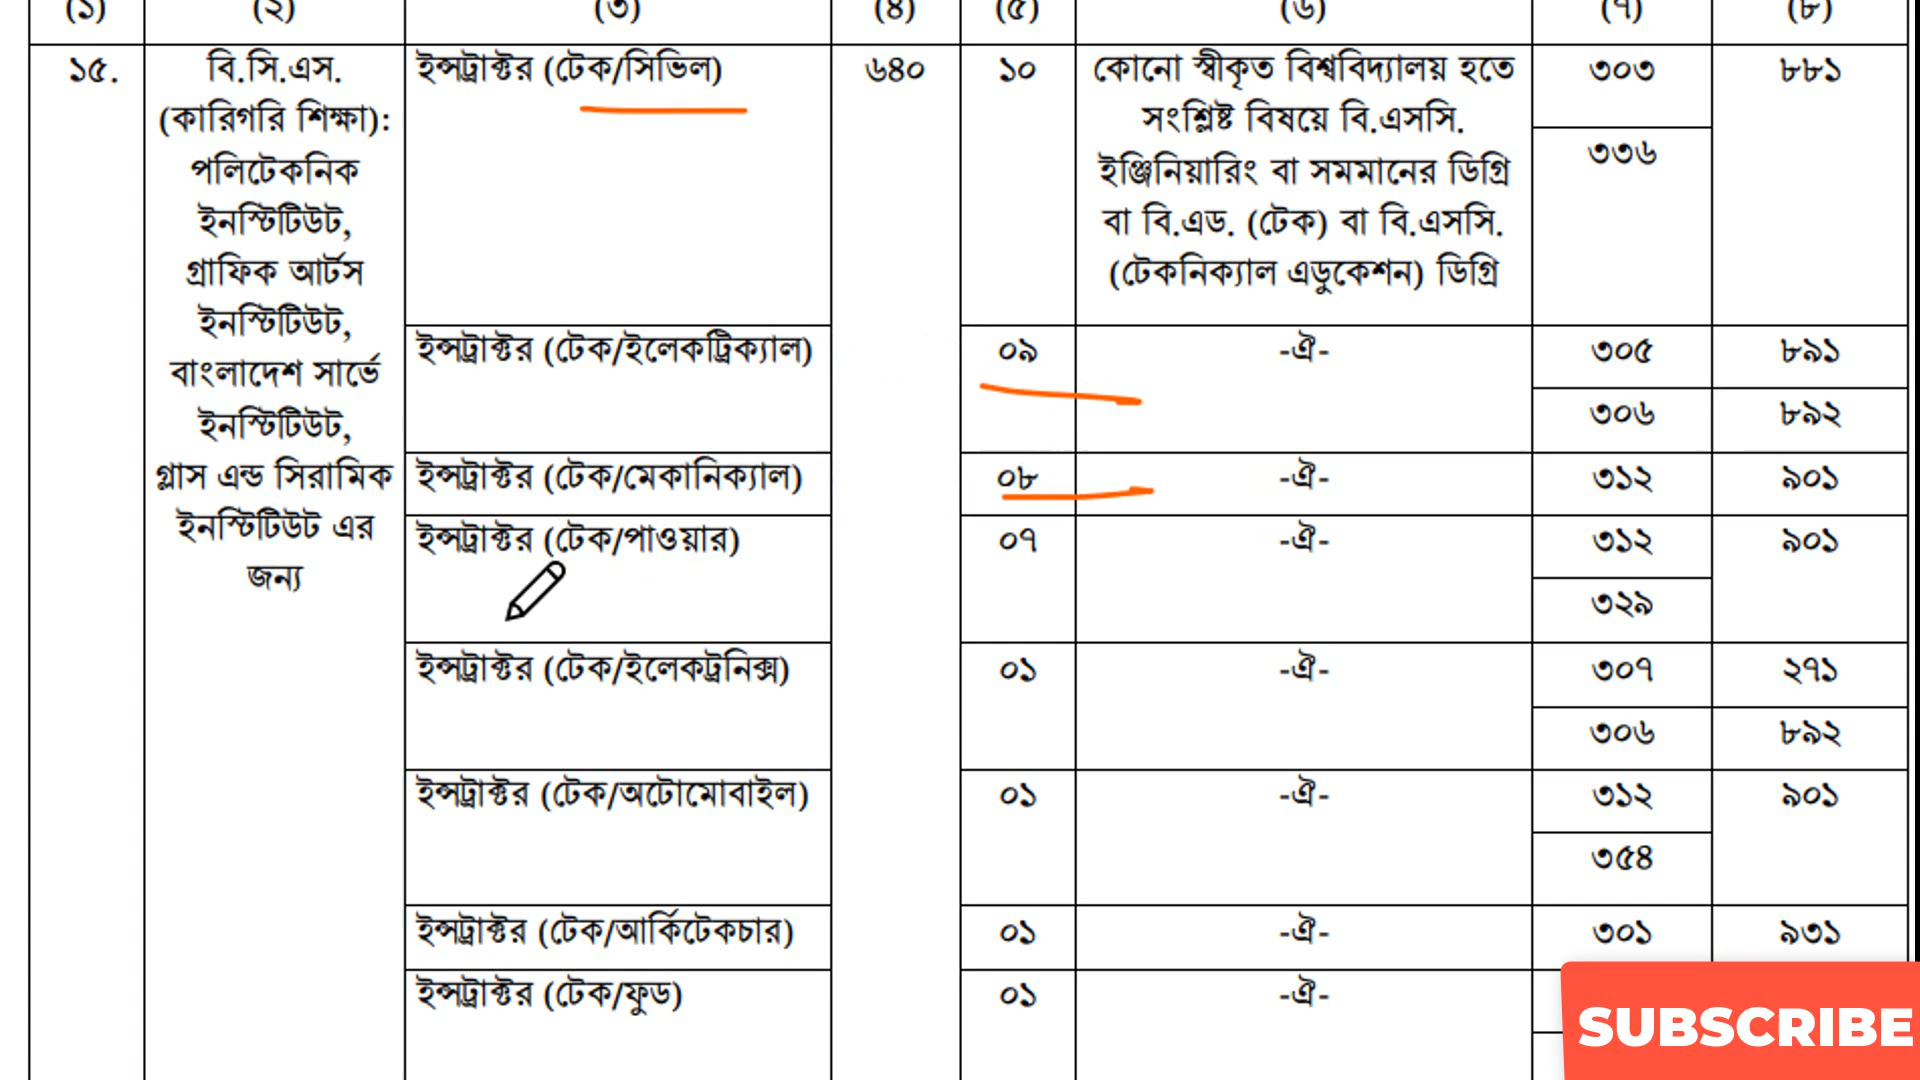 (১) (২) (৩) (৪) (৫) (৬) (৭) (৮)
১৫. বি.সি.এস. ইন্সট্রাক্টর (টেক/সিভিল) ৬৪০ ১০ কোনো স্বীকৃত বিশ্ববিদ্যালয় হতে ৩০৩ ৮৮১
(কারিগরি শিক্ষা): সংশ্লিষ্ট বিষয়ে বি.এসসি.
পলিটেকনিক ইঞ্জিনিয়ারিং বা সমমানের ডিগ্রি ৩৩৬
ইনস্টিটিউট, বা বি.এড. (টেক) বা বি.এসসি.
গ্রাফিক আর্টস (টেকনিক্যাল এডুকেশন) ডিগ্রি
ইনস্টিটিউট, ইন্সট্রাক্টর (টেক/ইলেকট্রিক্যাল) ০৯ -ঐ- ৩০৫ ৮৯১
বাংলাদেশ সার্ভে
ইনস্টিটিউট, ৩০৬ ৮৯২
গ্লাস এন্ড সিরামিক ইন্সট্রাক্টর (টেক/মেকানিক্যাল) ০৮ -ঐ- ৩১২ ৯০১
ইনস্টিটিউট এর ইন্সট্রাক্টর (টেক/পাওয়ার) ০৭ -ঐ- ৩১২ ৯০১
জন্য ৩২৯
ইন্সট্রাক্টর (টেক/ইলেকট্রনিক্স) ০১ -ঐ- ৩০৭ ২৭১
৩০৬ ৮৯২
ইন্সট্রাক্টর (টেক/অটোমোবাইল) ০১ -ঐ- ৩১২ ৯০১
৩৫৪
ইন্সট্রাক্টর (টেক/আর্কিটেকচার) ০১ -ঐ- ৩০১ ৯৩১
ইন্সট্রাক্টর (টেক/ফুড) ০১ -ঐ-
SUBSCRIBE